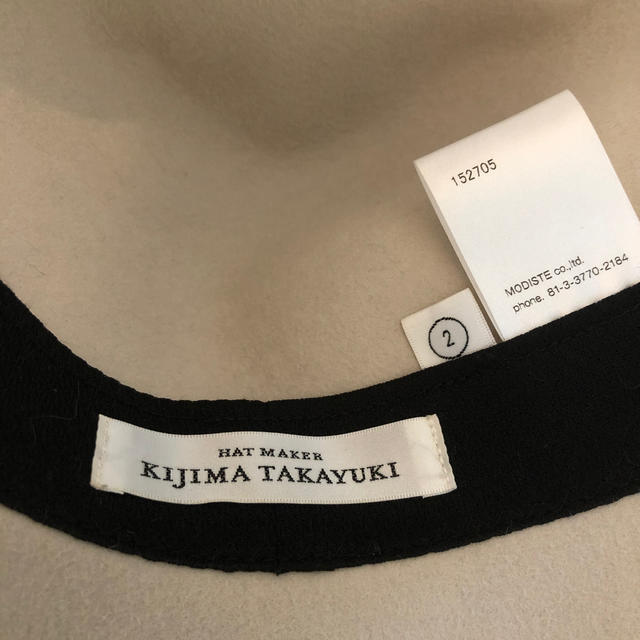 152705
MODISTE co.,ltd.
phone. 81-3-3770-2184
2
HAT MAKER
KIJIMA TAKAYUKI